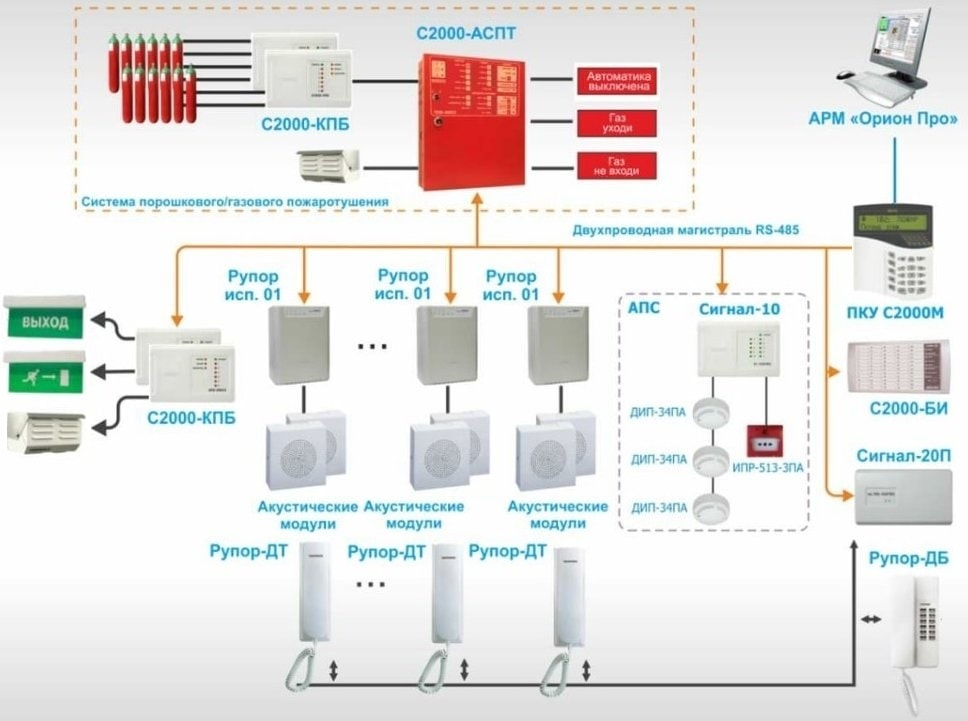 С2000-АСПТ
Автоматика
выключена
С2000-КПБ
Газ
уходи
АРМ «Орион Про»
Газ
не входи
Система порошкового/газового пожаротушения
Двухпроводная магистраль RS-485
Рупор
исп. 01
Рупор
исп. 01
Рупор
исп. 01
АПС
Сигнал-10
ПКУ С2000М
ВЫХОД
...
С2000-КПБ
ДИП-34ПА
С2000-БИ
ДИП-34ПА
ИПР-513-3ПА
Сигнал-20П
ДИП-34ПА
Акустические
модули
Акустические
модули
Акустические
модули
Рупор-ДТ
Рупор-ДТ
Рупор-ДТ
Рупор-ДБ
...